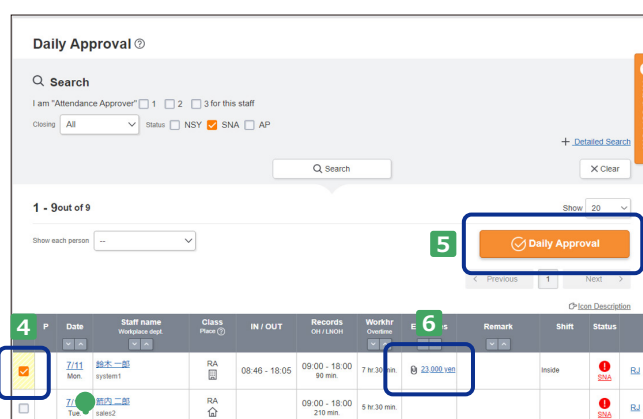 Daily Approval ?
Search
I am "Attendance Approver" 1 2 3 for this staff
Closing All Status NSY SNA AP
+ Detailed Search
Search
× Clear
1 - 9 out of 9
Show 20
Show each person --
5
Daily Approval
< Previous 1 Next >
Icon Description
4 P Date Staff name Workplace dept. Class Place ? IN / OUT Records OH / LNOH Workhr Overtime 6 Remark Shift Status
7/11 鈴木 一郎 RA 08:46 - 18:05 09:00 - 18:00 7 hr.30 min. 23,000 yen Inside
Mon. system1 90 min. SNA RJ
二郎 RA 09:00 - 18:00 5 hr.30 min.
Tue. sales2 210 min. SNA RJ